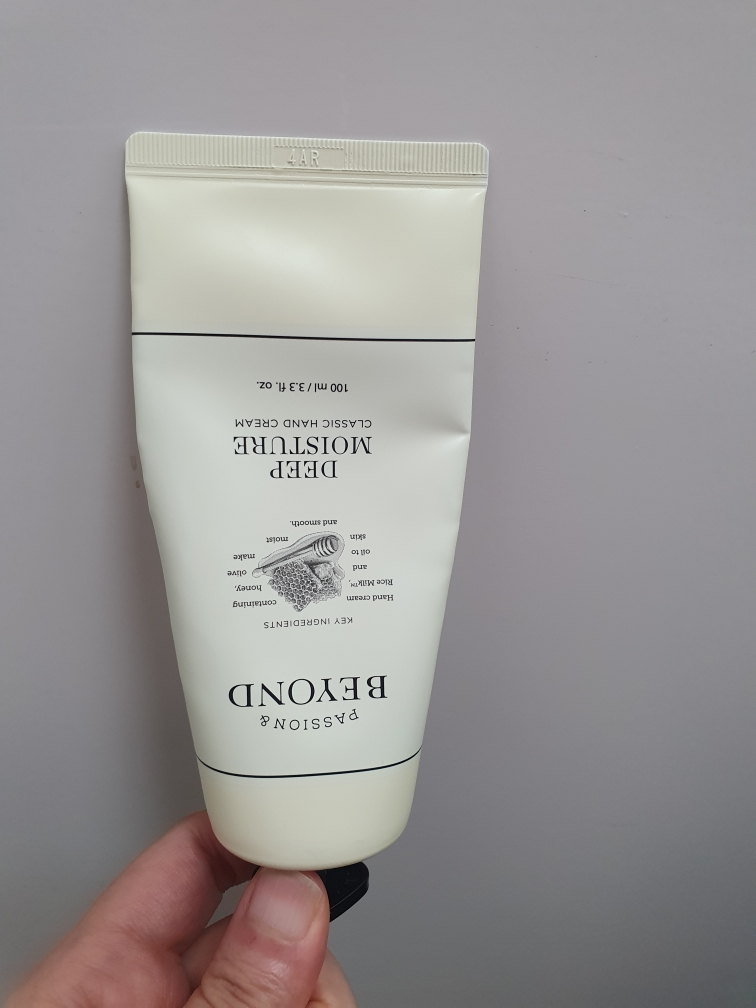 PASSION &
BEYOND
KEY INGREDIENTS
Hand cream containing
Rice Milk™ honey,
and olive
oil to make
skin moist
and smooth.
DEEP
MOISTURE
CLASSIC HAND CREAM
100 ml / 3.3 fl. oz.
4AR